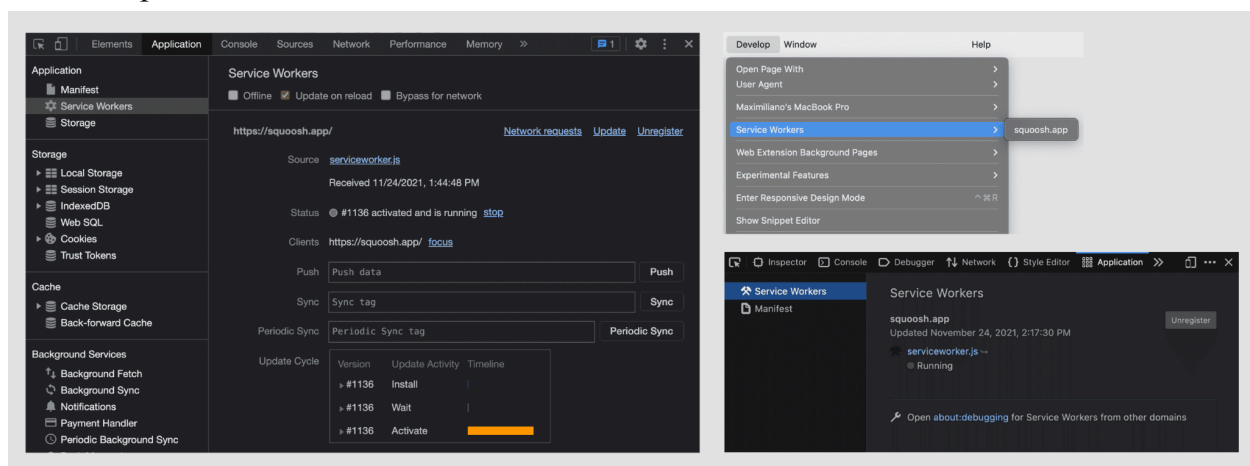 Elements Application Console Sources Network Performance Memory » 1
Application
Manifest
Service Workers
Storage
Storage
Local Storage
Session Storage
IndexedDB
Web SQL
Cookies
Trust Tokens
Cache
Cache Storage
Back-forward Cache
Background Services
Background Fetch
Background Sync
Notifications
Payment Handler
Periodic Background Sync
Service Workers
Offline Update on reload Bypass for network
https://squoosh.app/ Network requests Update Unregister
Source serviceworker.js
Received 11/24/2021, 1:44:48 PM
Status #1136 activated and is running stop
Clients https://squoosh.app/ focus
Push Push data Push
Sync Sync tag Sync
Periodic Sync Periodic Sync tag Periodic Sync
Update Cycle Version Update Activity Timeline
#1136 Install
#1136 Wait
#1136 Activate
Develop Window Help
Open Page With
User Agent
Maximiliano's MacBook Pro
Service Workers squoosh.app
Web Extension Background Pages
Experimental Features
Enter Responsive Design Mode ^⌘R
Show Snippet Editor
Inspector Console Debugger Network {} Style Editor Application »
Service Workers
Manifest
Service Workers
squoosh.app Unregister
Updated November 24, 2021, 2:17:30 PM
serviceworker.js
Running
Open about:debugging for Service Workers from other domains